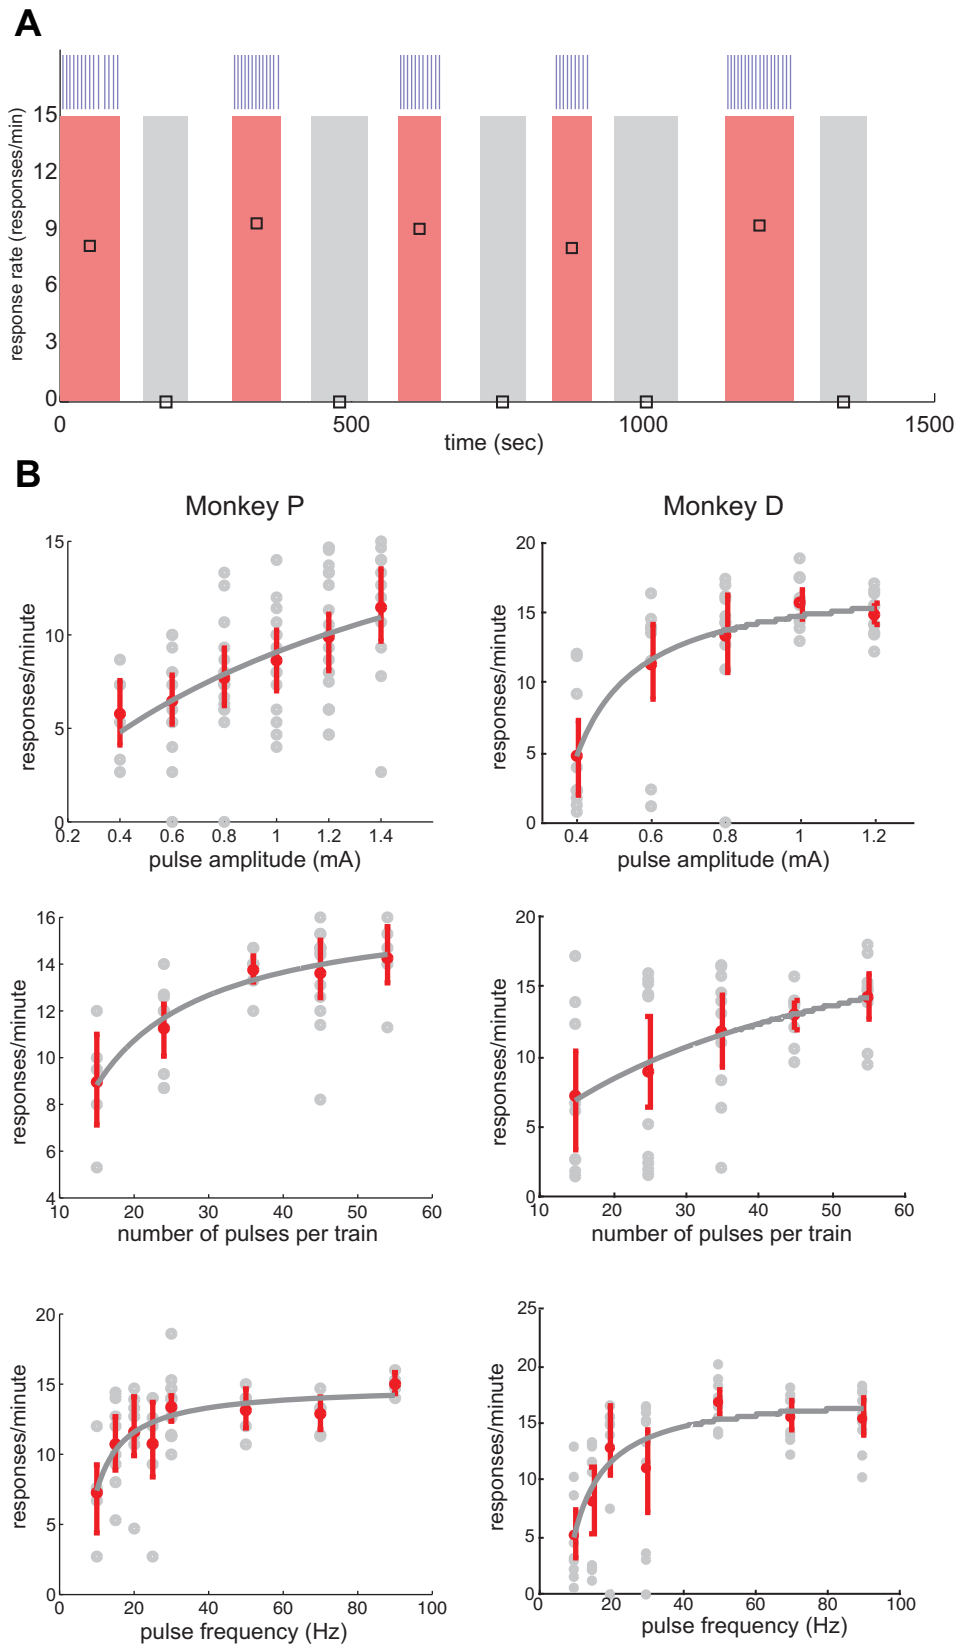 A
response rate (responses/min)
15
12
9
6
3
0
0 500 1000 1500
time (sec)
B
Monkey P Monkey D
responses/minute
15
10
5
0
0.2 0.4 0.6 0.8 1 1.2 1.4
pulse amplitude (mA)
responses/minute
20
15
10
5
0
0.4 0.6 0.8 1 1.2
pulse amplitude (mA)
responses/minute
16
14
12
10
8
6
4
10 20 30 40 50 60
number of pulses per train
responses/minute
20
15
10
5
0
10 20 30 40 50 60
number of pulses per train
responses/minute
20
15
10
5
0
0 20 40 60 80 100
pulse frequency (Hz)
responses/minute
25
20
15
10
5
0
0 20 40 60 80 100
pulse frequency (Hz)